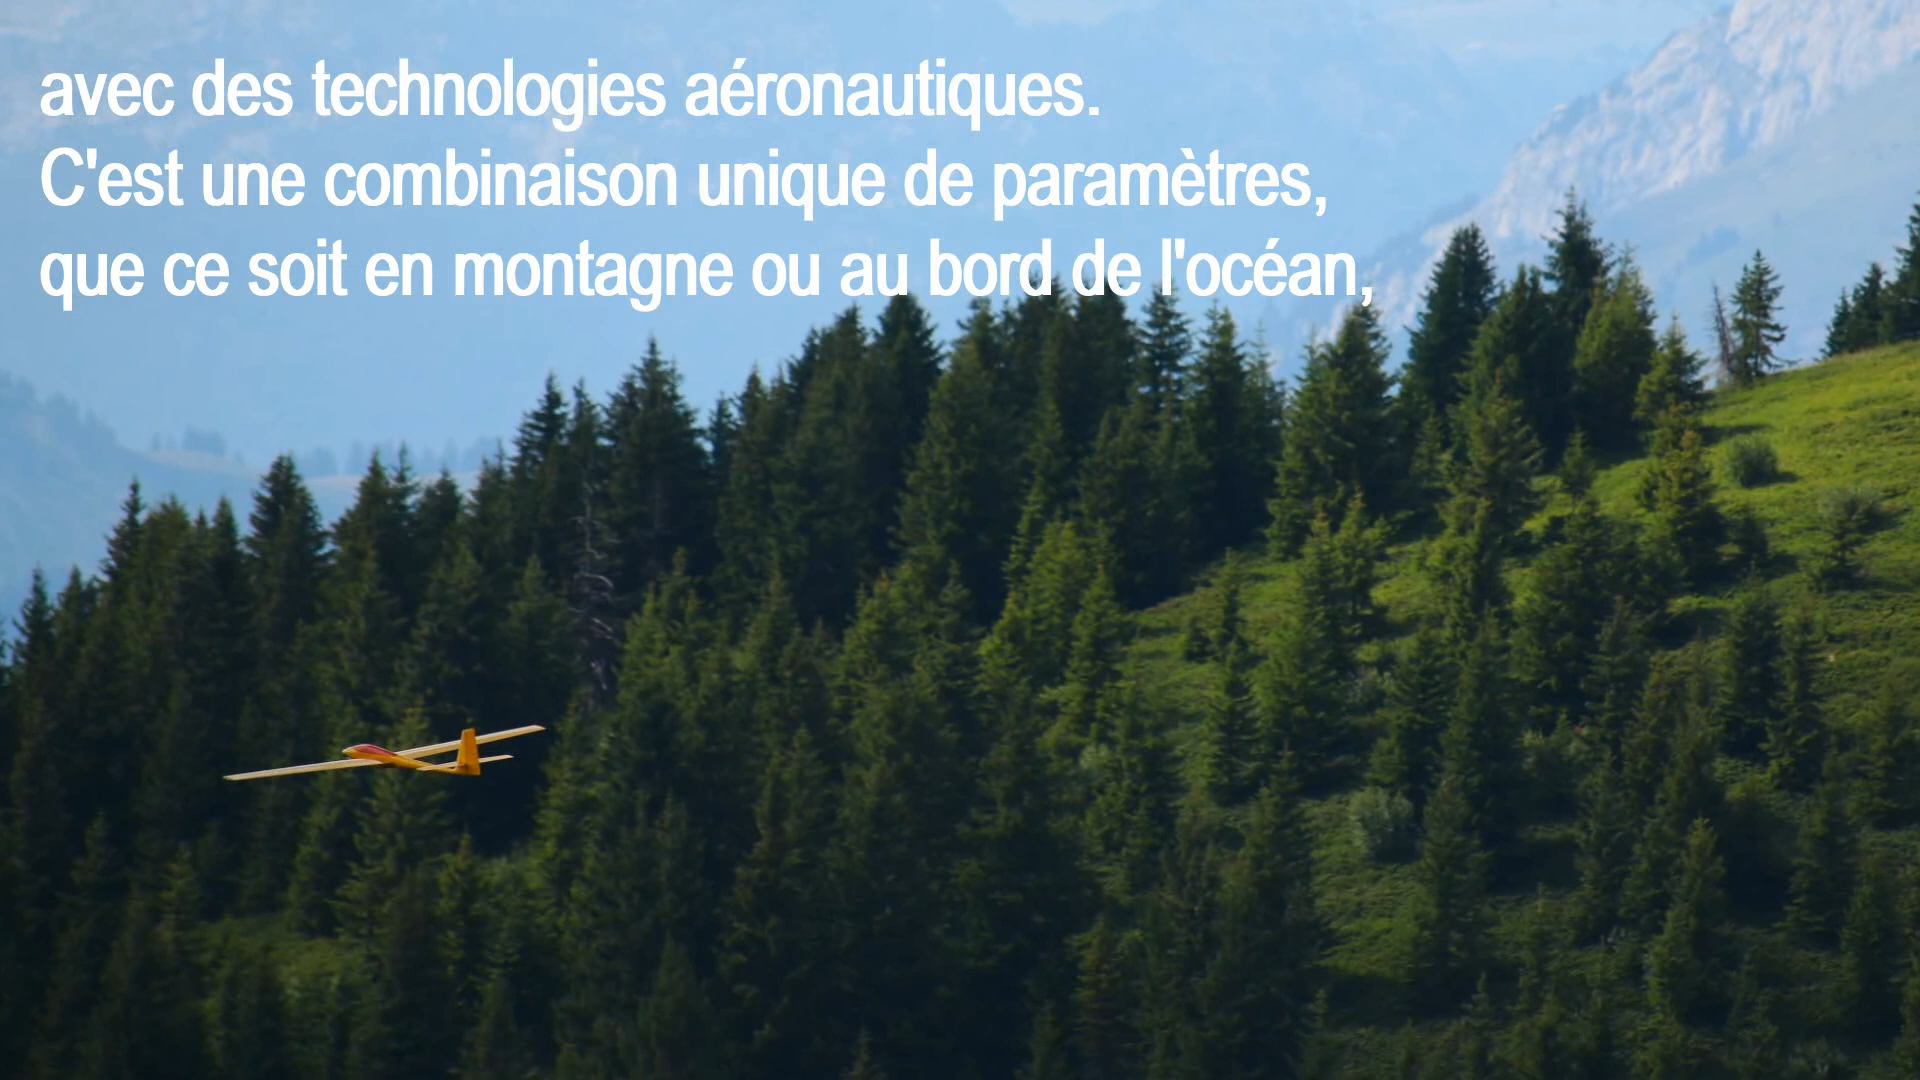 avec des technologies aéronautiques.
C'est une combinaison unique de paramètres,
que ce soit en montagne ou au bord de l'océan,